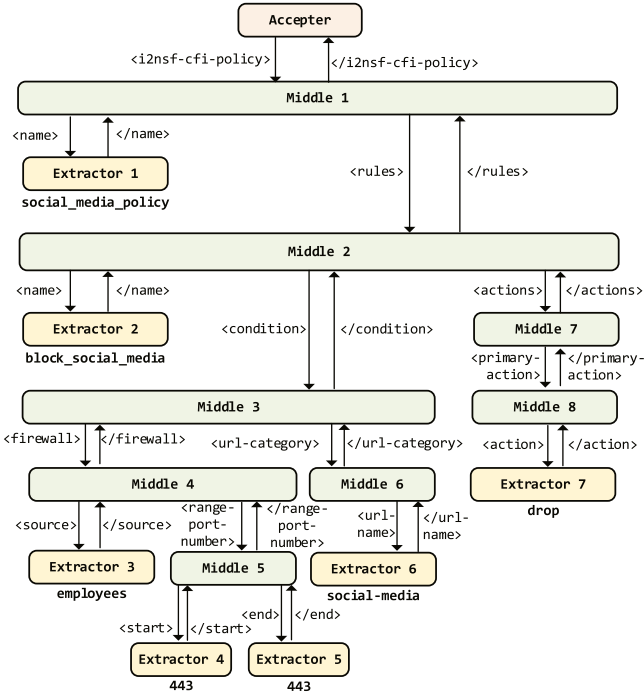 Accepter
<i2nsf-cfi-policy>
</i2nsf-cfi-policy>
Middle 1
<name>
</name>
<rules>
</rules>
Extractor 1
social_media_policy
Middle 2
<name>
</name>
<condition>
</condition>
<actions>
</actions>
Extractor 2
block_social_media
Middle 7
<primary-
action>
</primary-
action>
Middle 3
Middle 8
<firewall>
</firewall>
<url-category>
</url-category>
<action>
</action>
Middle 4
Middle 6
Extractor 7
drop
<source>
</source>
<range-
port-
number>
</range-
port-
number>
<url-
name>
</url-
name>
Extractor 3
employees
Middle 5
Extractor 6
social-media
<start>
</start>
<end>
</end>
Extractor 4
443
Extractor 5
443